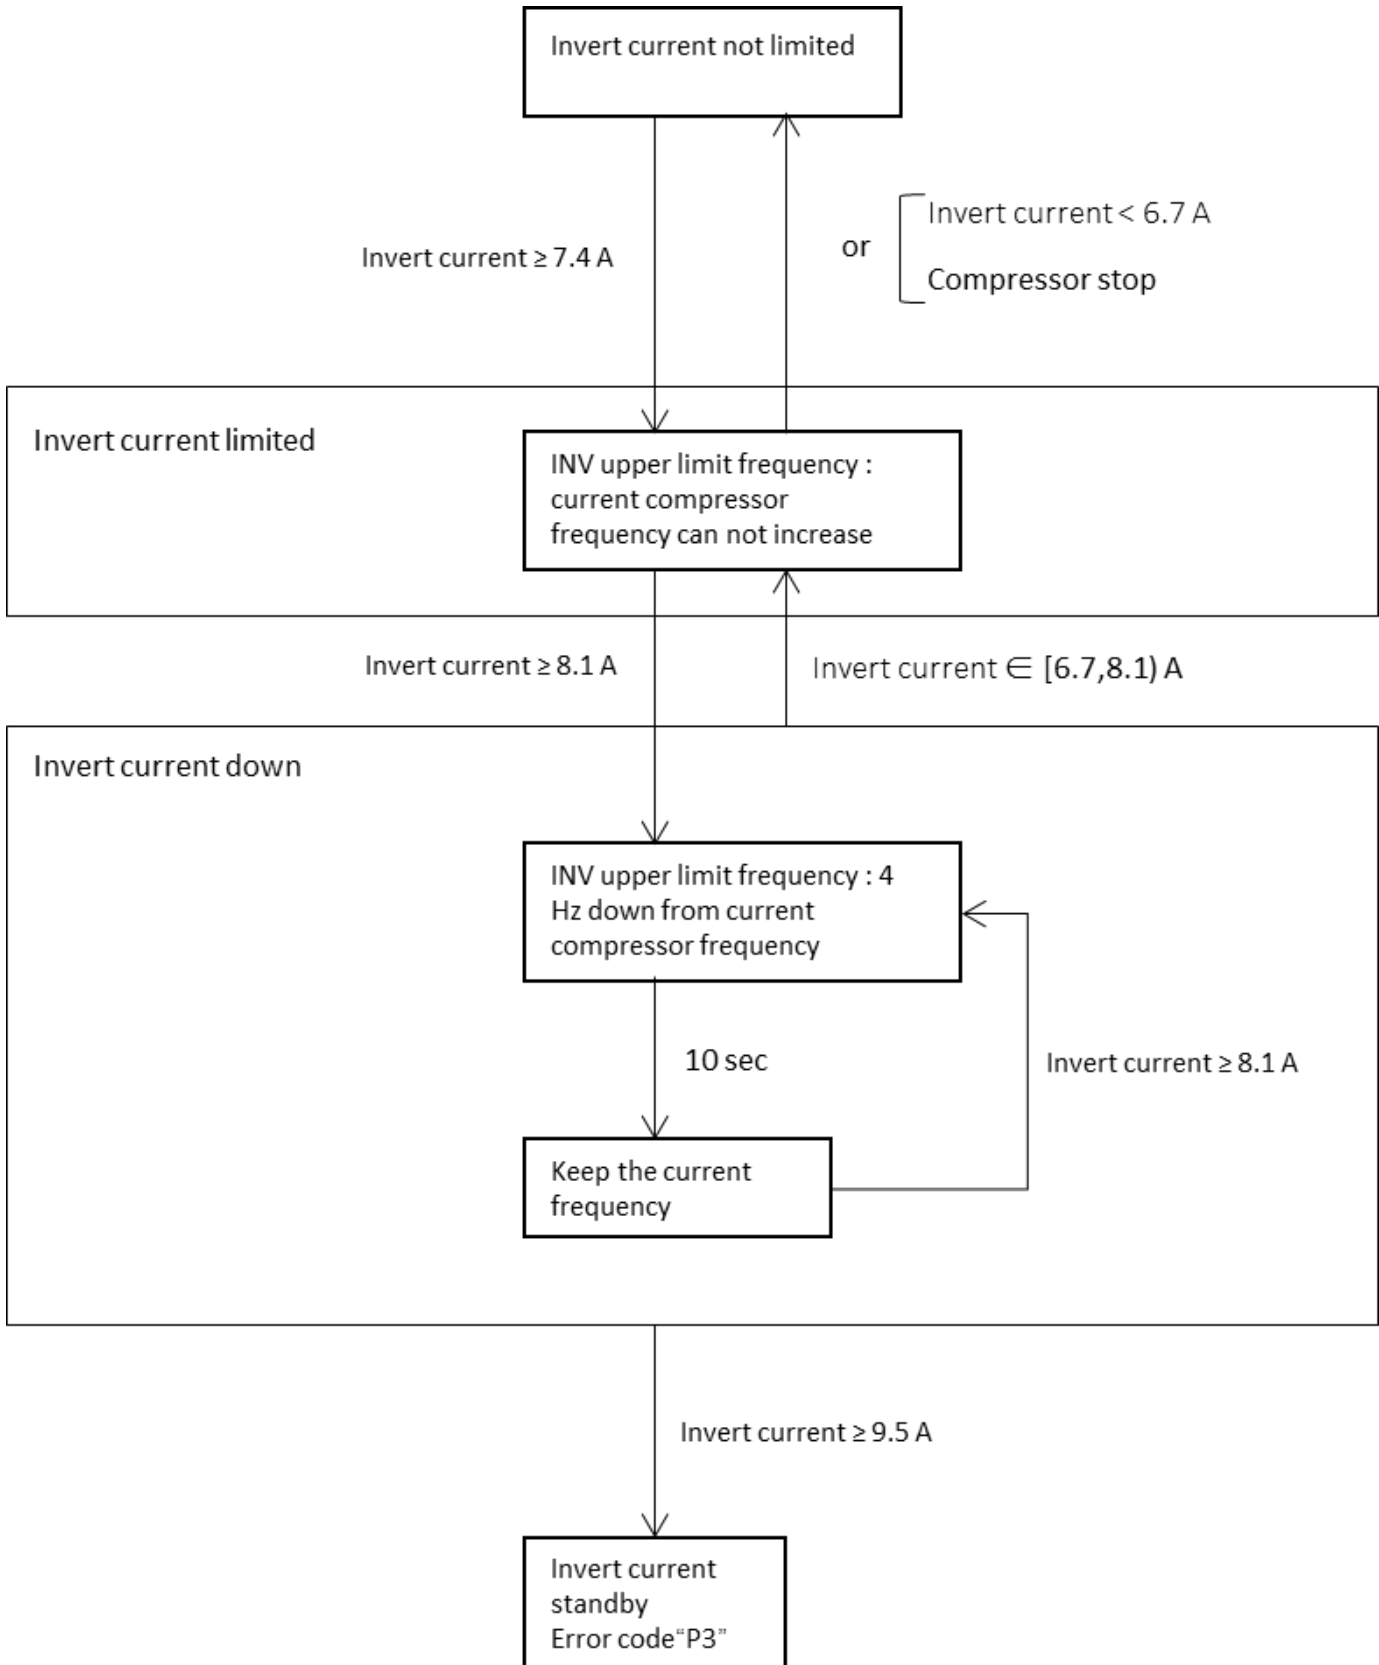 Invert current not limited
Invert current ≥ 7.4 A
or
Invert current < 6.7 A
Compressor stop
Invert current limited
INV upper limit frequency :
current compressor
frequency can not increase
Invert current ≥ 8.1 A
Invert current ∈ [6.7,8.1) A
Invert current down
INV upper limit frequency : 4
Hz down from current
compressor frequency
10 sec
Invert current ≥ 8.1 A
Keep the current
frequency
Invert current ≥ 9.5 A
Invert current
standby
Error code“P3”